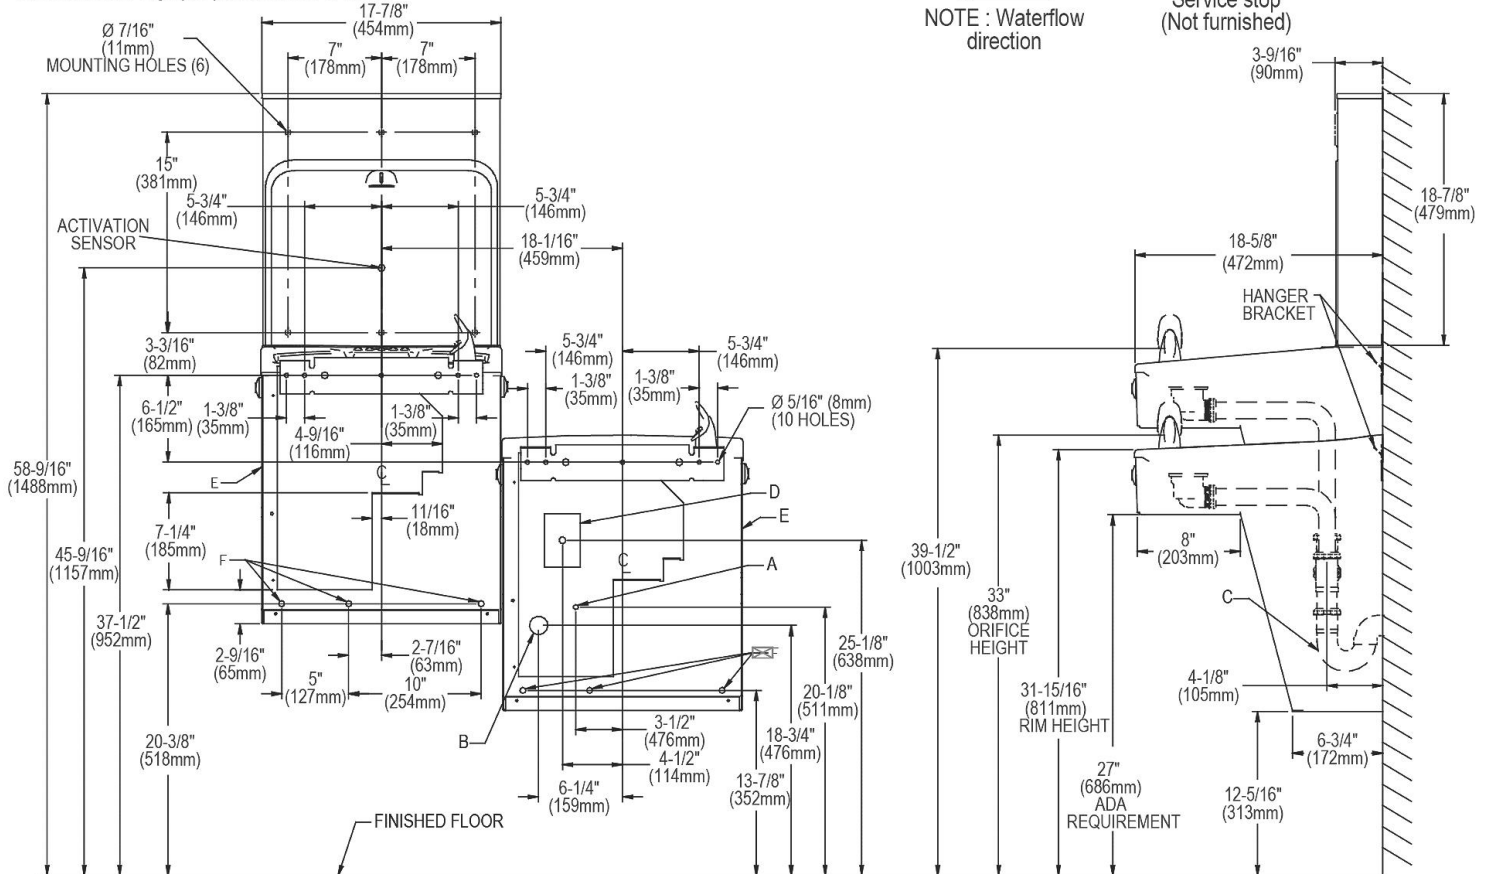 17-7/8"
(454mm)
Ø 7/16"
(11mm)
MOUNTING HOLES (6)
7"
(178mm)
7"
(178mm)
NOTE : Waterflow
direction
Service stop
(Not furnished)
3-9/16"
(90mm)
15"
(381mm)
5-3/4"
(146mm)
5-3/4"
(146mm)
ACTIVATION
SENSOR
18-1/16"
(459mm)
18-7/8"
(479mm)
18-5/8"
(472mm)
HANGER
BRACKET
3-3/16"
(82mm)
5-3/4"
(146mm)
5-3/4"
(146mm)
6-1/2"
(165mm)
1-3/8"
(35mm)
1-3/8"
(35mm)
4-9/16"
(116mm)
1-3/8"
(35mm)
1-3/8"
(35mm)
Ø 5/16" (8mm)
(10 HOLES)
58-9/16"
(1488mm)
E
C
L
11/16"
(18mm)
D
E
7-1/4"
(185mm)
45-9/16"
(1157mm)
F
C
L
A
39-1/2"
(1003mm)
8"
(203mm)
33"
(838mm)
ORIFICE
HEIGHT
C
37-1/2"
(952mm)
2-9/16"
(65mm)
2-7/16"
(63mm)
5"
(127mm)
10"
(254mm)
25-1/8"
(638mm)
F
20-1/8"
(511mm)
31-15/16"
(811mm)
RIM HEIGHT
4-1/8"
(105mm)
20-3/8"
(518mm)
B
3-1/2"
(476mm)
18-3/4"
(476mm)
4-1/2"
(114mm)
6-1/4"
(159mm)
13-7/8"
(352mm)
6-3/4"
(172mm)
27"
(686mm)
ADA
REQUIREMENT
12-5/16"
(313mm)
FINISHED FLOOR